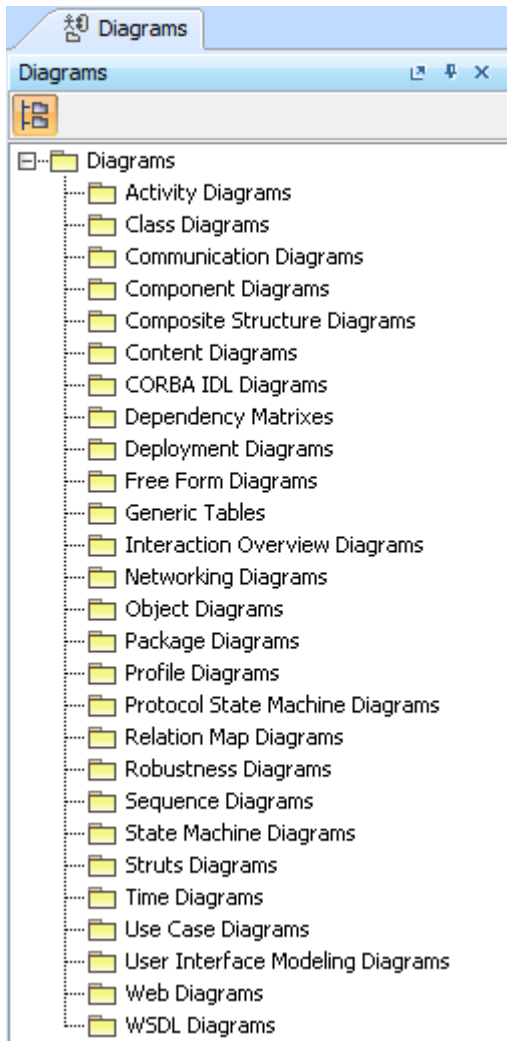 Diagrams
Diagrams
Diagrams
Activity Diagrams
Class Diagrams
Communication Diagrams
Component Diagrams
Composite Structure Diagrams
Content Diagrams
CORBA IDL Diagrams
Dependency Matrixes
Deployment Diagrams
Free Form Diagrams
Generic Tables
Interaction Overview Diagrams
Networking Diagrams
Object Diagrams
Package Diagrams
Profile Diagrams
Protocol State Machine Diagrams
Relation Map Diagrams
Robustness Diagrams
Sequence Diagrams
State Machine Diagrams
Struts Diagrams
Time Diagrams
Use Case Diagrams
User Interface Modeling Diagrams
Web Diagrams
WSDL Diagrams